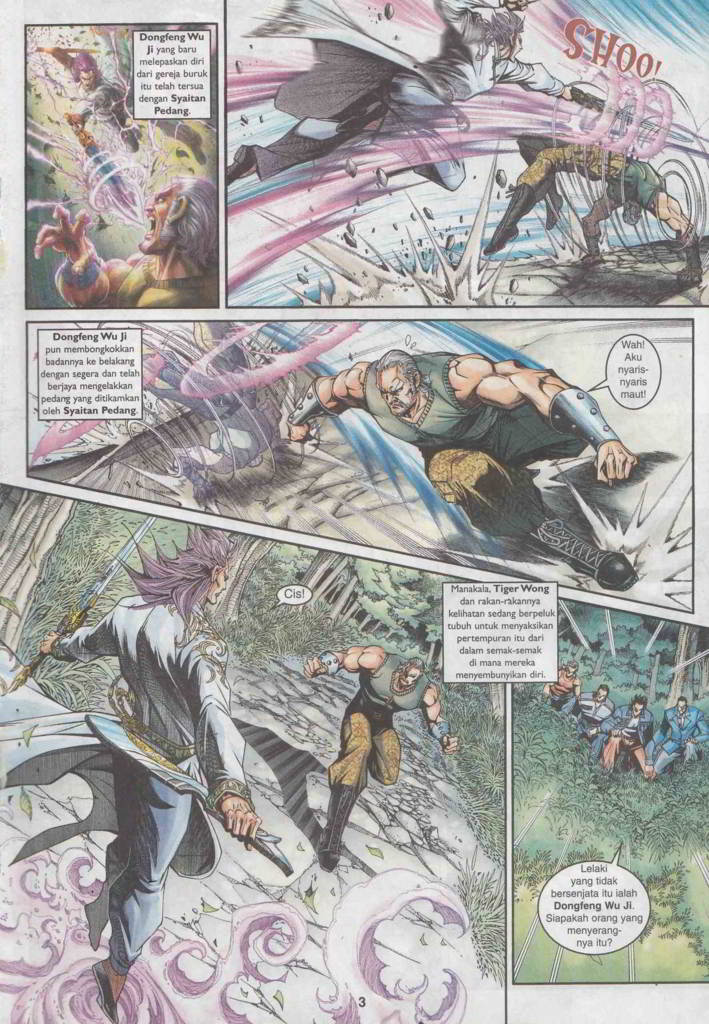 Dongfeng Wu
Ji yang baru
melepaskan diri
dari gereja buruk
itu telah tersua
dengan Syaitan
Pedang.
SHOO!
Dongfeng Wu Ji
pun membongkokkan
badannya ke belakang
dengan segera dan telah
berjaya mengelakkan
pedang yang ditikamkan
oleh Syaitan Pedang.
Wah!
Aku
nyaris-
nyaris
maut!
Cis!
Manakala, Tiger Wong
dan rakan-rakannya
kelihatan sedang berpeluk
tubuh untuk menyaksikan
pertempuran itu dari
dalam semak-semak
di mana mereka
menyembunyikan diri.
Lelaki
yang tidak
bersenjata itu ialah
Dongfeng Wu Ji.
Siapakah orang yang
menyerang-
nya itu?
3